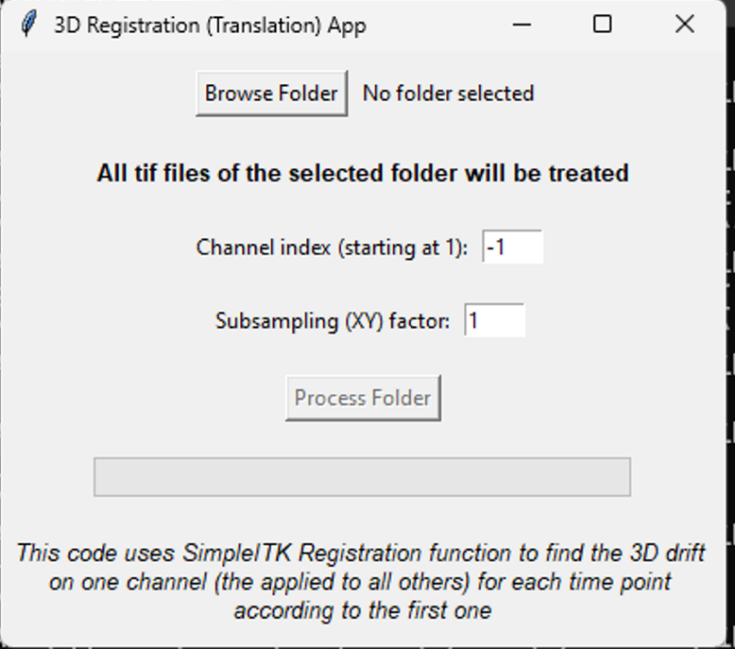 3D Registration (Translation) App
Browse Folder No folder selected
All tif files of the selected folder will be treated
Channel index (starting at 1): -1
Subsampling (XY) factor: 1
Process Folder
This code uses SimpleITK Registration function to find the 3D drift
on one channel (the applied to all others) for each time point
according to the first one